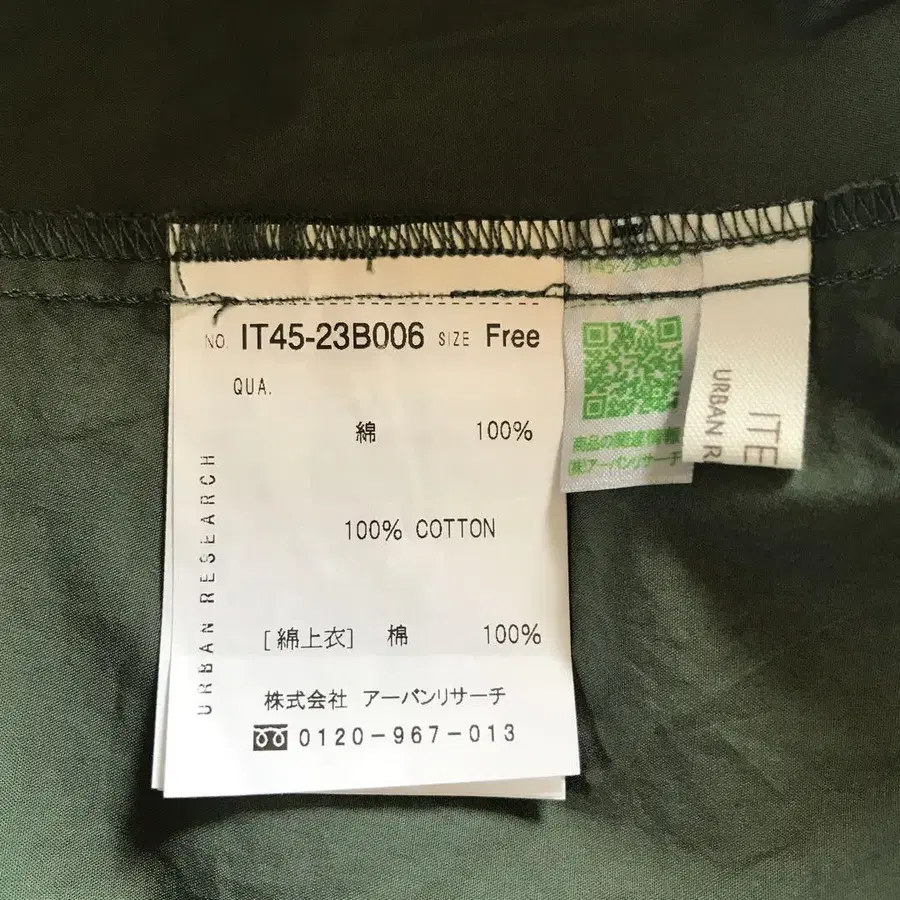 NO. IT45-23B006 SIZE Free
QUA.
綿 100%
100% COTTON
[綿上衣] 棉 100%
株式会社 アーバンリサーチ
0120-967-013
URBAN RESEARCH
IT45-23B006
商品の関連情報
(株)アーバンリサーチ
ITE
URBAN R